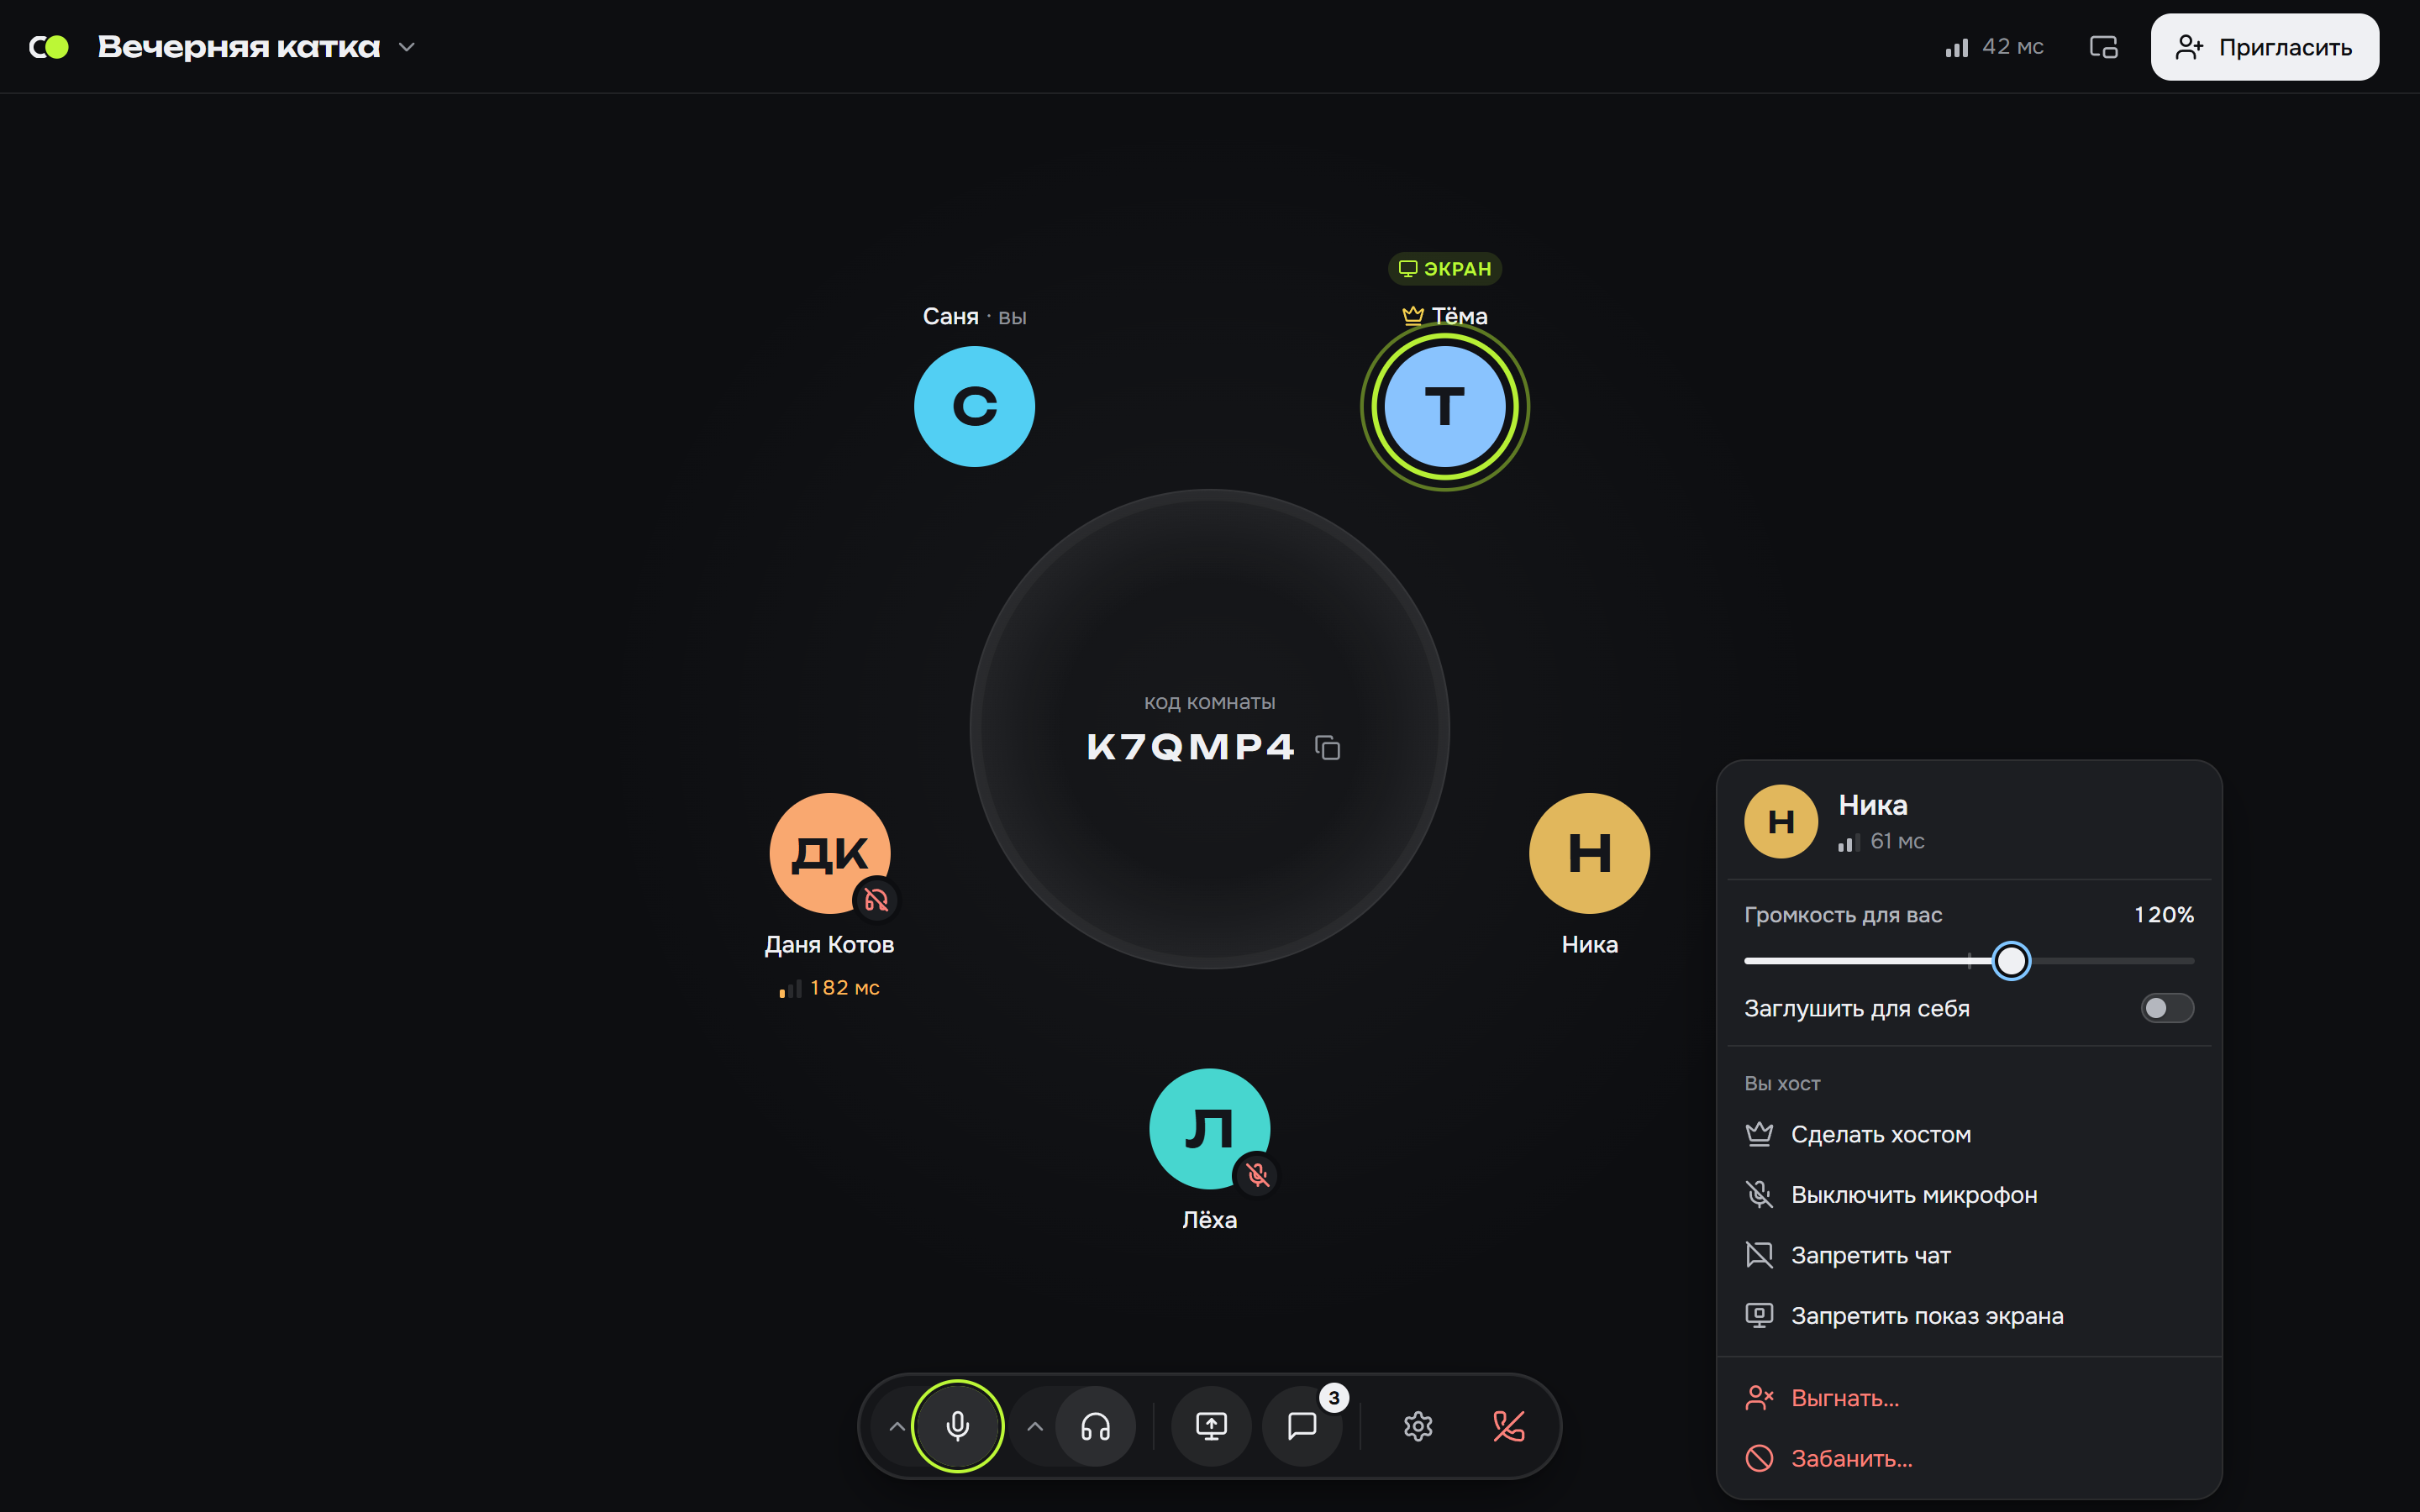 Вечерняя катка
42 мс
Пригласить
ЭКРАН
Саня · вы
Тёма
С
Т
код комнаты
K7QMP4
ДК
Даня Котов
182 мс
Н
Ника
Л
Лёха
Н
Ника
61 мс
Громкость для вас 120%
Заглушить для себя
Вы хост
Сделать хостом
Выключить микрофон
Запретить чат
Запретить показ экрана
Выгнать...
Забанить...
3